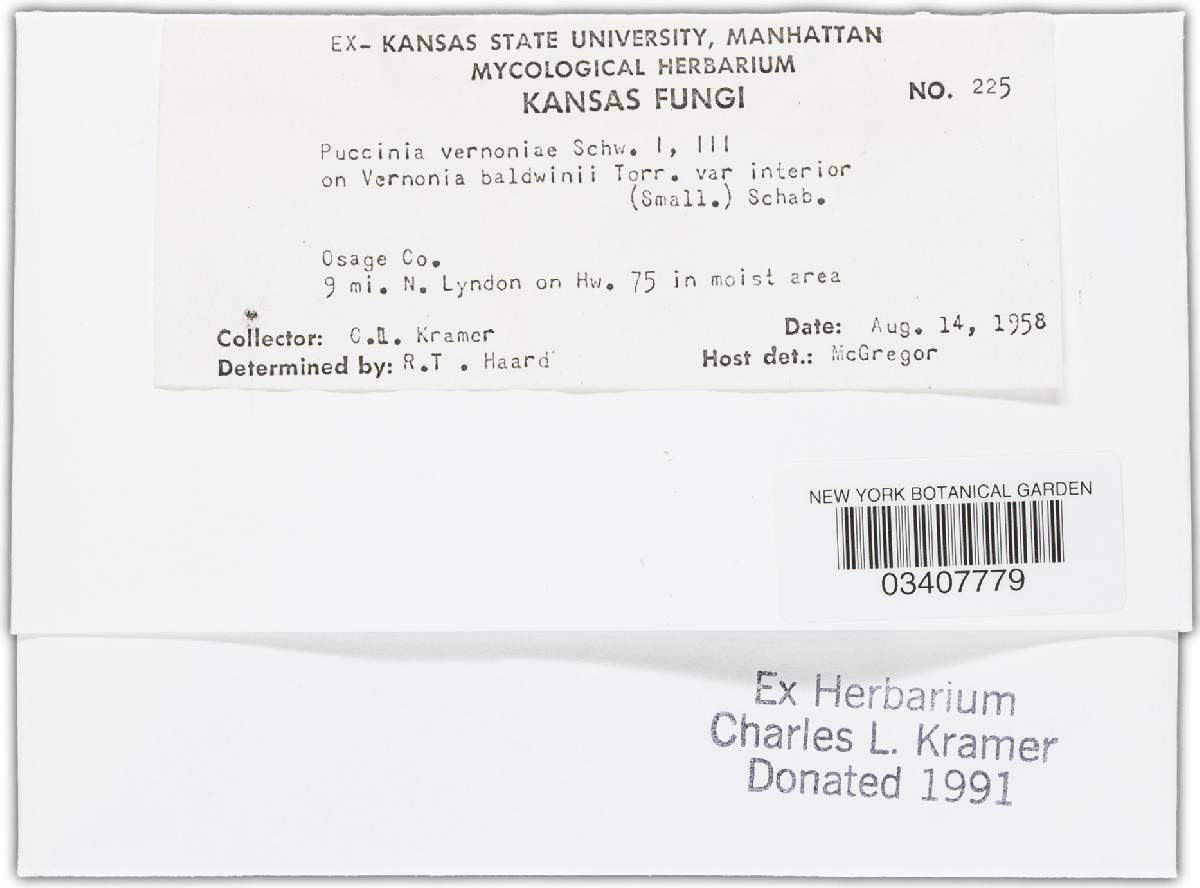 EX- KANSAS STATE UNIVERSITY, MANHATTAN
MYCOLOGICAL HERBARIUM
KANSAS FUNGI NO. 225
Puccinia vernoniae Schw. I, III
on Vernonia baldwinii Torr. var interior
(Small.) Schab.
Osage Co.
9 mi. N. Lyndon on Hw. 75 in moist area
Collector: C.L. Kramer Date: Aug. 14, 1958
Determined by: R.T. Haard Host det.: McGregor
NEW YORK BOTANICAL GARDEN
03407779
Ex Herbarium
Charles L. Kramer
Donated 1991